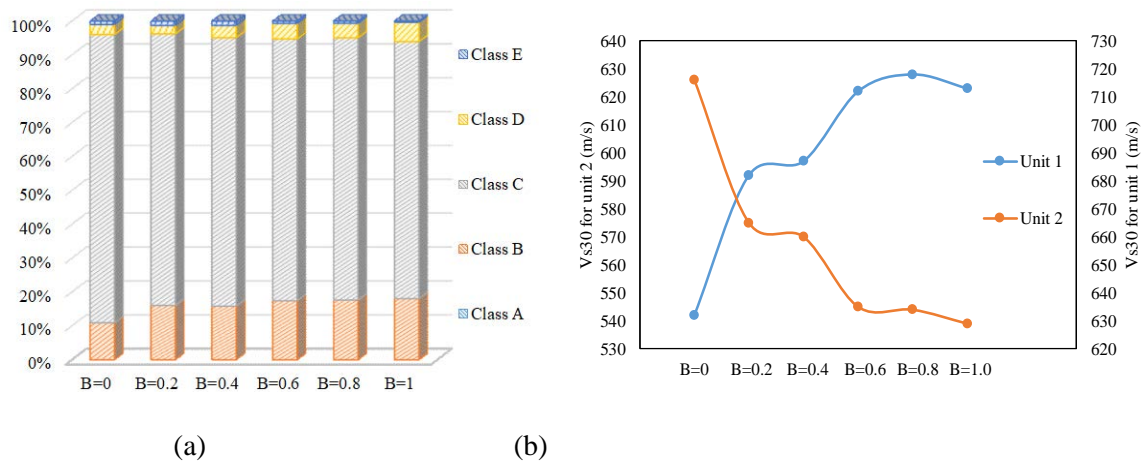 100%
90%
80%
70%
60%
50%
40%
30%
20%
10%
0%
B=0 B=0.2 B=0.4 B=0.6 B=0.8 B=1
Class E
Class D
Class C
Class B
Class A
(a)
Vs30 for unit 2 (m/s)
640
630
620
610
600
590
580
570
560
550
540
530
B=0 B=0.2 B=0.4 B=0.6 B=0.8 B=1.0
730
720
710
700
690
680
670
660
650
640
630
620
Vs30 for unit 1 (m/s)
Unit 1
Unit 2
(b)